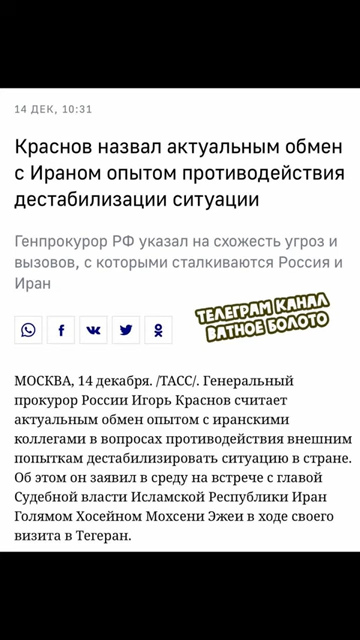 14 ДЕК, 10:31
Краснов назвал актуальным обмен
с Ираном опытом противодействия
дестабилизации ситуации
Генпрокурор РФ указал на схожесть угроз и
вызовов, с которыми сталкиваются Россия и
Иран
ТЕЛЕГРАМ КАНАЛ
ВАТНОЕ БОЛОТО
МОСКВА, 14 декабря. /ТАСС/. Генеральный
прокурор России Игорь Краснов считает
актуальным обмен опытом с иранскими
коллегами в вопросах противодействия внешним
попыткам дестабилизировать ситуацию в стране.
Об этом он заявил в среду на встрече с главой
Судебной власти Исламской Республики Иран
Голямом Хосейном Мохсени Эжеи в ходе своего
визита в Тегеран.